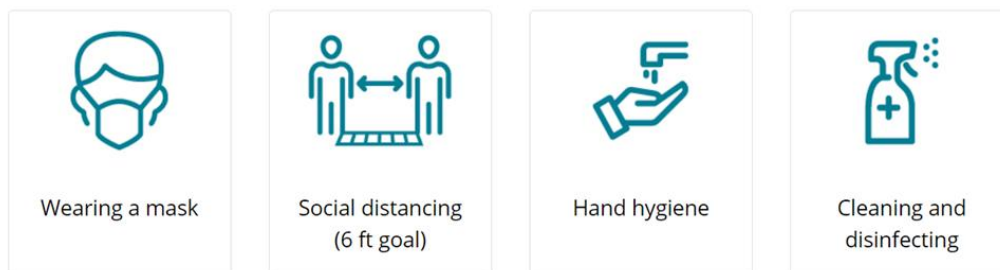 Wearing a mask
Social distancing
(6 ft goal)
Hand hygiene
Cleaning and
disinfecting